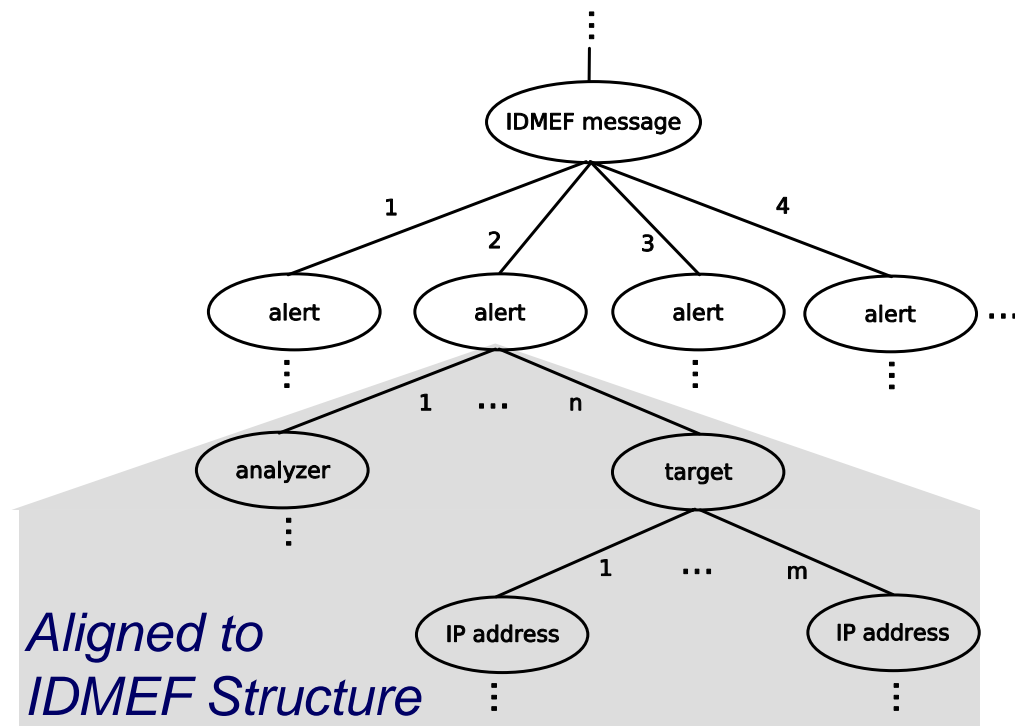 ⋮
IDMEF message
1 2 3 4
alert alert alert alert ...
⋮ ⋮ ⋮
1 ... n
analyzer target
⋮
1 ... m
IP address IP address
⋮ ⋮
Aligned to
IDMEF Structure